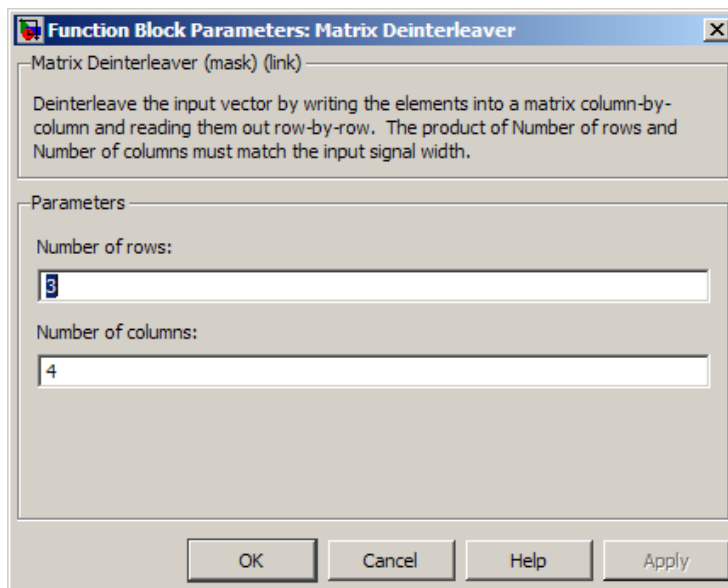 Function Block Parameters: Matrix Deinterleaver
Matrix Deinterleaver (mask) (link)
Deinterleave the input vector by writing the elements into a matrix column-by-
column and reading them out row-by-row.  The product of Number of rows and
Number of columns must match the input signal width.
Parameters
Number of rows:
3
Number of columns:
4
OK
Cancel
Help
Apply